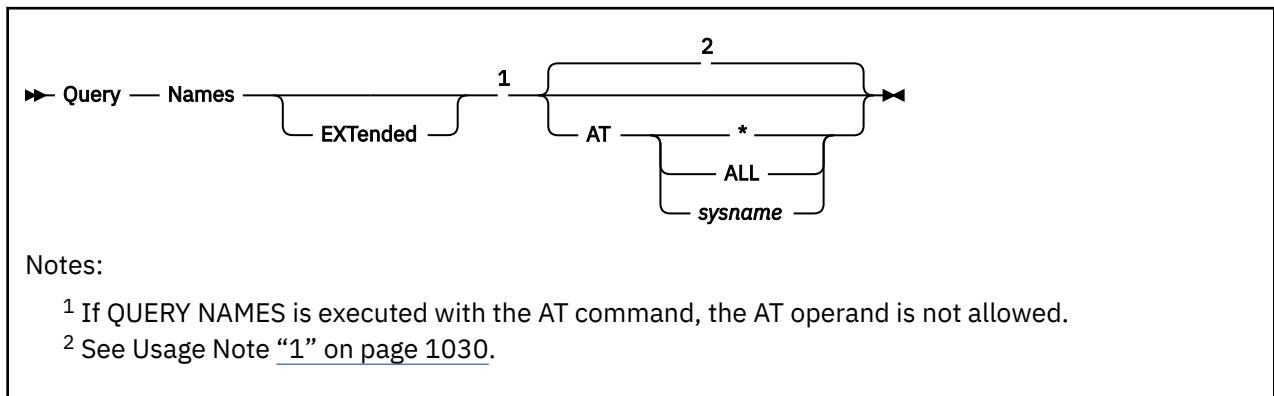 2
1
Query Names
EXTended
AT *
ALL
sysname
Notes:
1 If QUERY NAMES is executed with the AT command, the AT operand is not allowed.
2 See Usage Note “1” on page 1030.